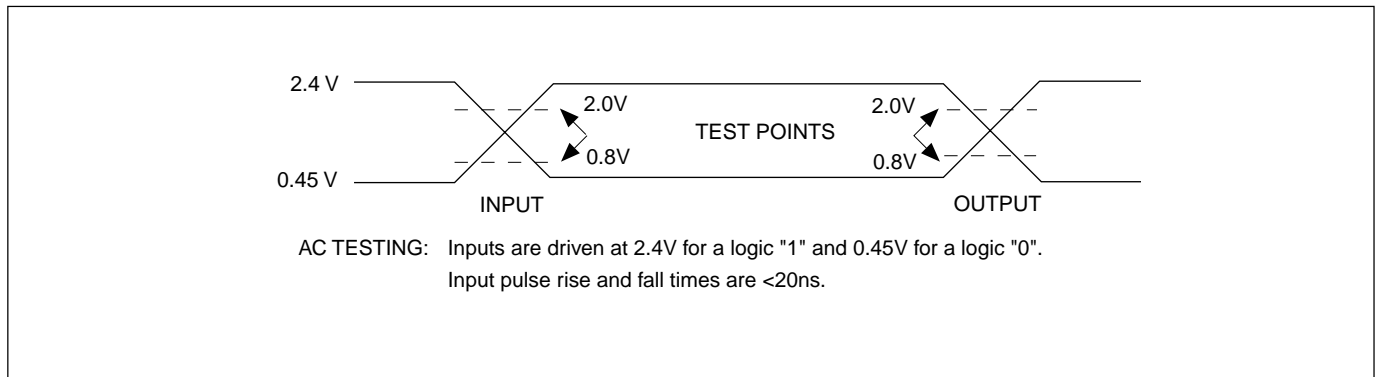 2.4 V
2.0V
2.0V
TEST POINTS
0.8V
0.8V
0.45 V
INPUT
OUTPUT
AC TESTING: Inputs are driven at 2.4V for a logic "1" and 0.45V for a logic "0".
Input pulse rise and fall times are <20ns.